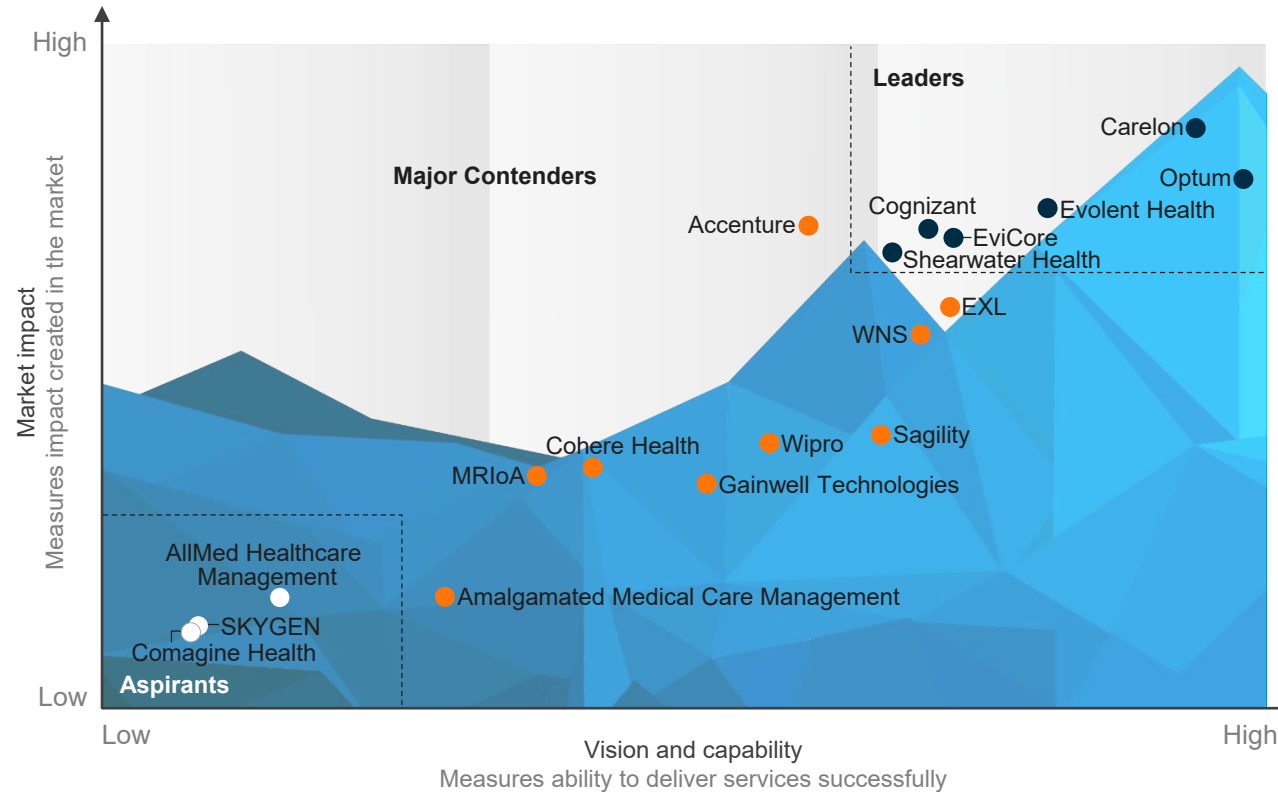 High
Leaders
Carelon
Major Contenders
Optum
Cognizant
Evolent Health
Accenture
EviCore
Shearwater Health
EXL
WNS
Market impact
Measures impact created in the market
Sagility
Cohere Health
Wipro
MRIoA
Gainwell Technologies
AllMed Healthcare
Management
Amalgamated Medical Care Management
SKYGEN
Comagine Health
Aspirants
Low
Low
High
Vision and capability
Measures ability to deliver services successfully